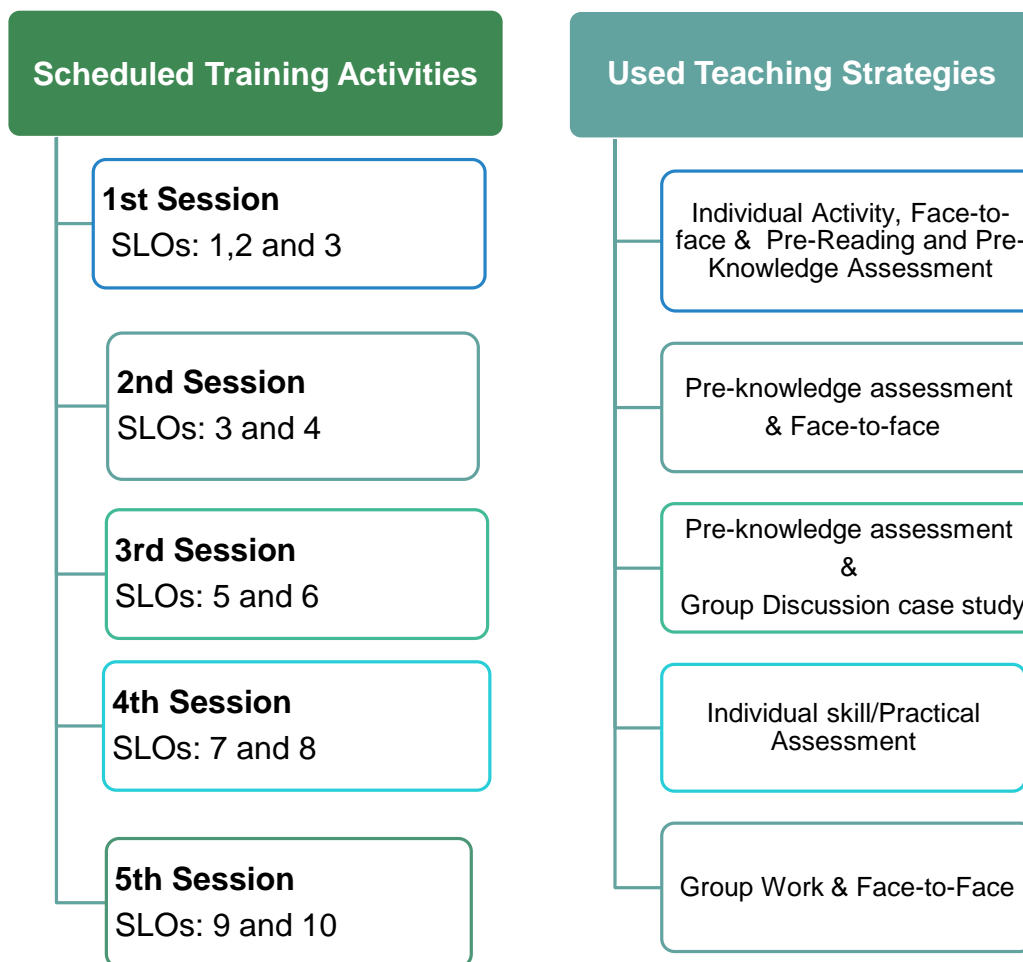 Scheduled Training Activities
1st Session
SLOs: 1,2 and 3
2nd Session
SLOs: 3 and 4
3rd Session
SLOs: 5 and 6
4th Session
SLOs: 7 and 8
5th Session
SLOs: 9 and 10
Used Teaching Strategies
Individual Activity, Face-to-
face & Pre-Reading and Pre-
Knowledge Assessment
Pre-knowledge assessment
& Face-to-face
Pre-knowledge assessment
&
Group Discussion case study
Individual skill/Practical
Assessment
Group Work & Face-to-Face